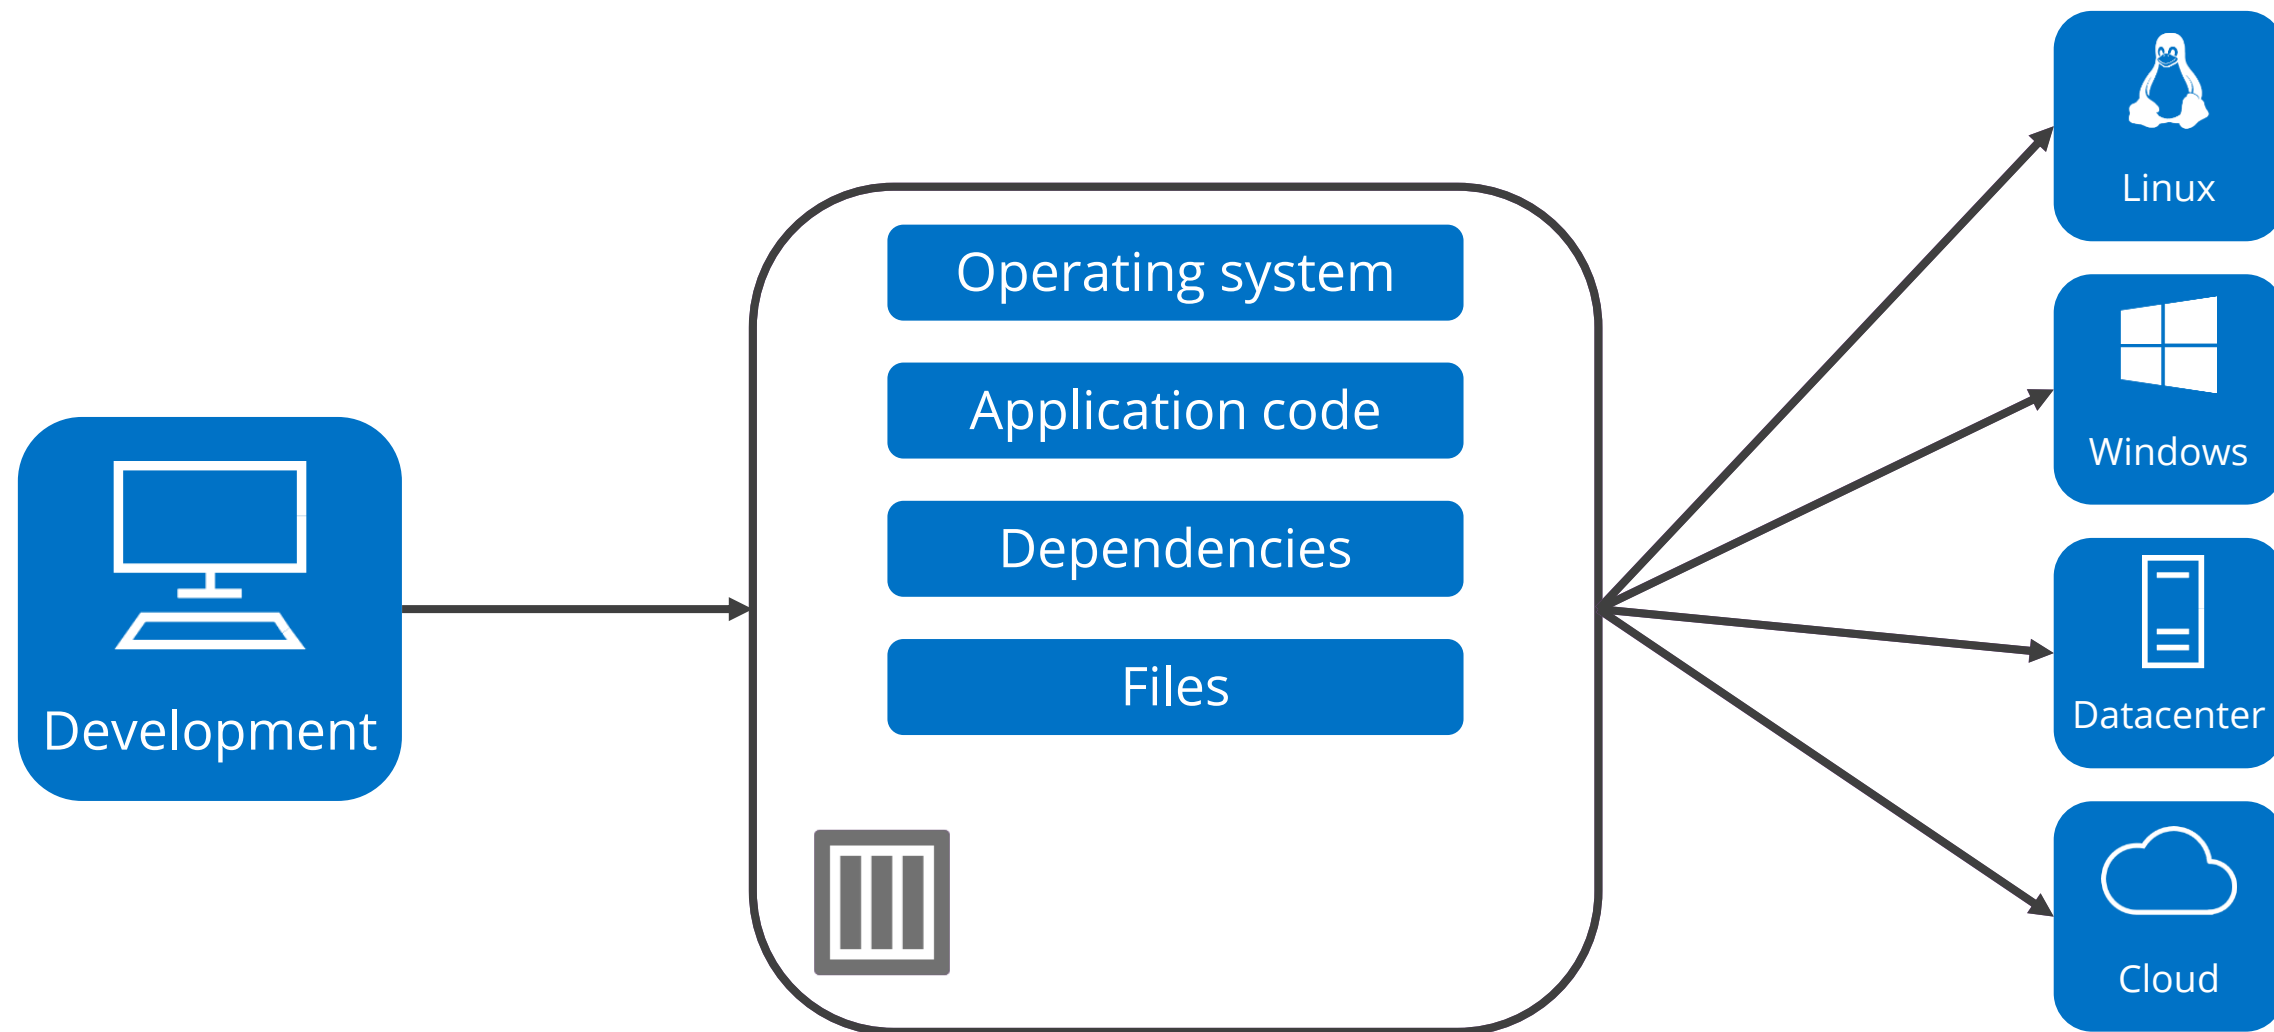 Development
Operating system
Application code
Dependencies
Files
Linux
Windows
Datacenter
Cloud